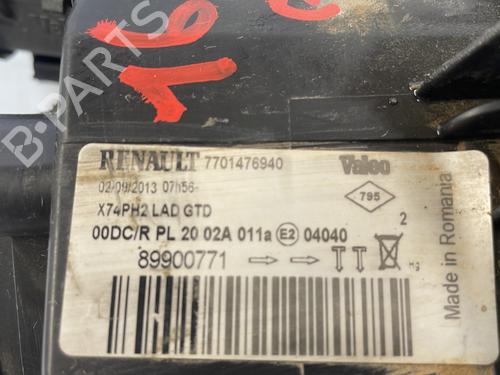 16
RENAULT 7701476940 Valeo
02/09/2013 07h56-
795
X74PH2 LAD GTD
2
00DC/R PL 20 02A 011a E2 04040
89900771
Hg
Made in Romania
B-PARTS